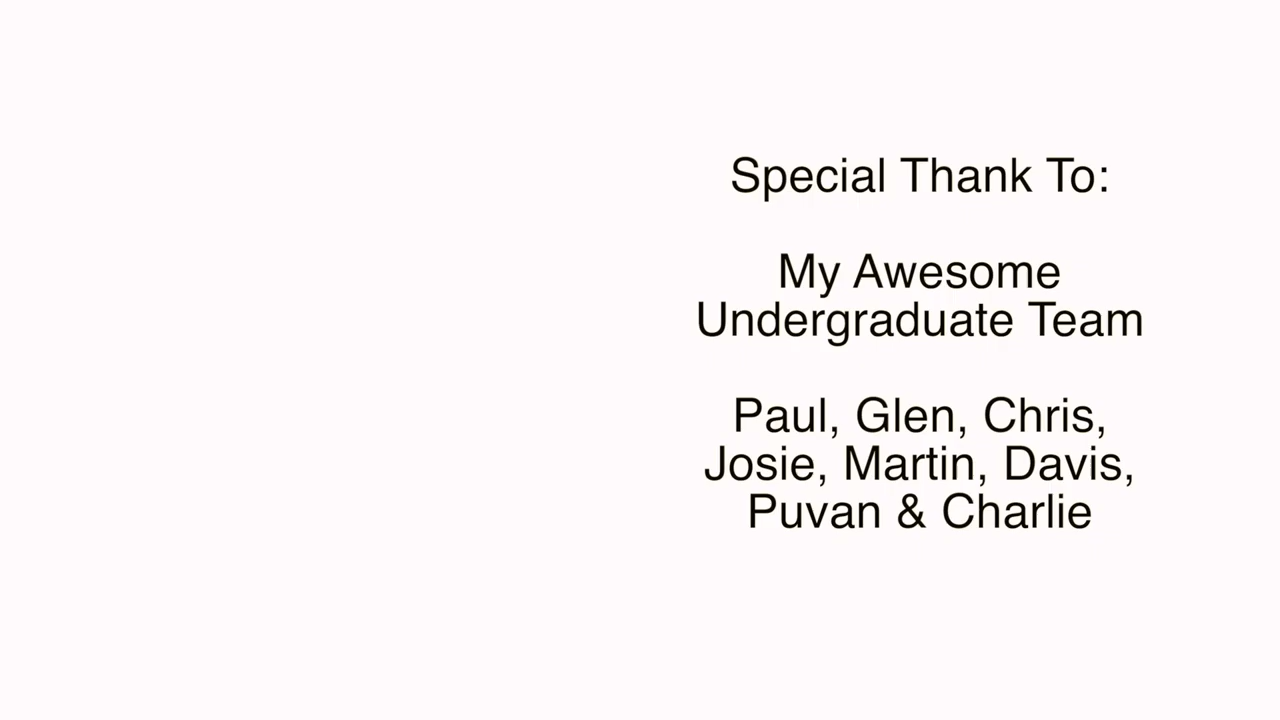 Special Thank To:
My Awesome
Undergraduate Team
Paul, Glen, Chris,
Josie, Martin, Davis,
Puvan & Charlie